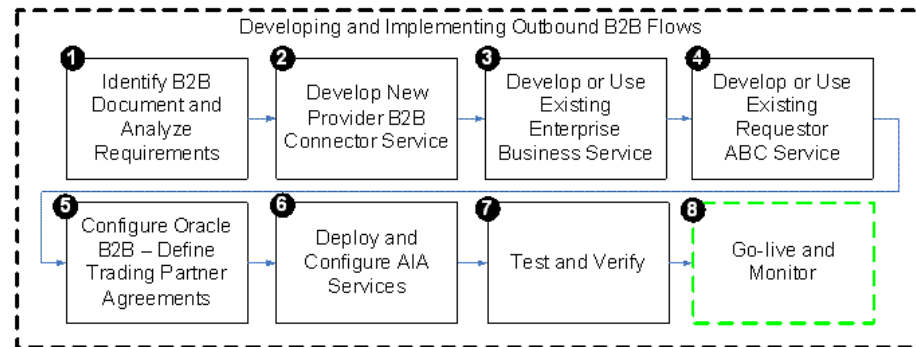 Developing and Implementing Outbound B2B Flows
1
Identify B2B
Document and
Analyze
Requirements
2
Develop New
Provider B2B
Connector Service
3
Develop or Use
Existing
Enterprise
Business Service
4
Develop or Use
Existing
Requestor
ABC Service
5
Configure Oracle
B2B – Define
Trading Partner
Agreements
6
Deploy and
Configure AIA
Services
7
Test and Verify
8
Go-live and
Monitor